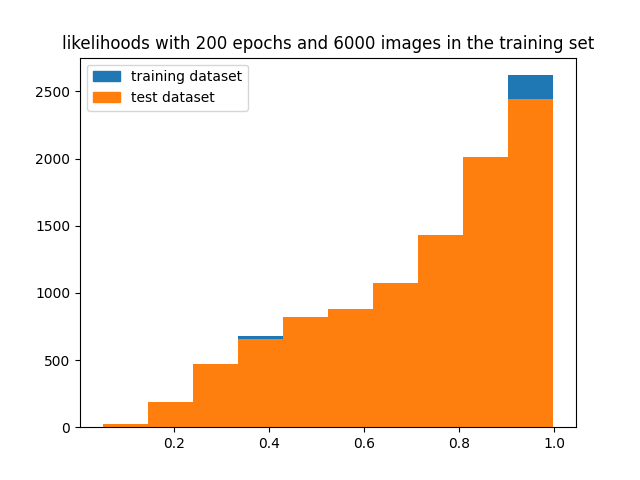 likelihoods with 200 epochs and 6000 images in the training set
training dataset
test dataset
2500
2000
1500
1000
500
0
0.2 0.4 0.6 0.8 1.0